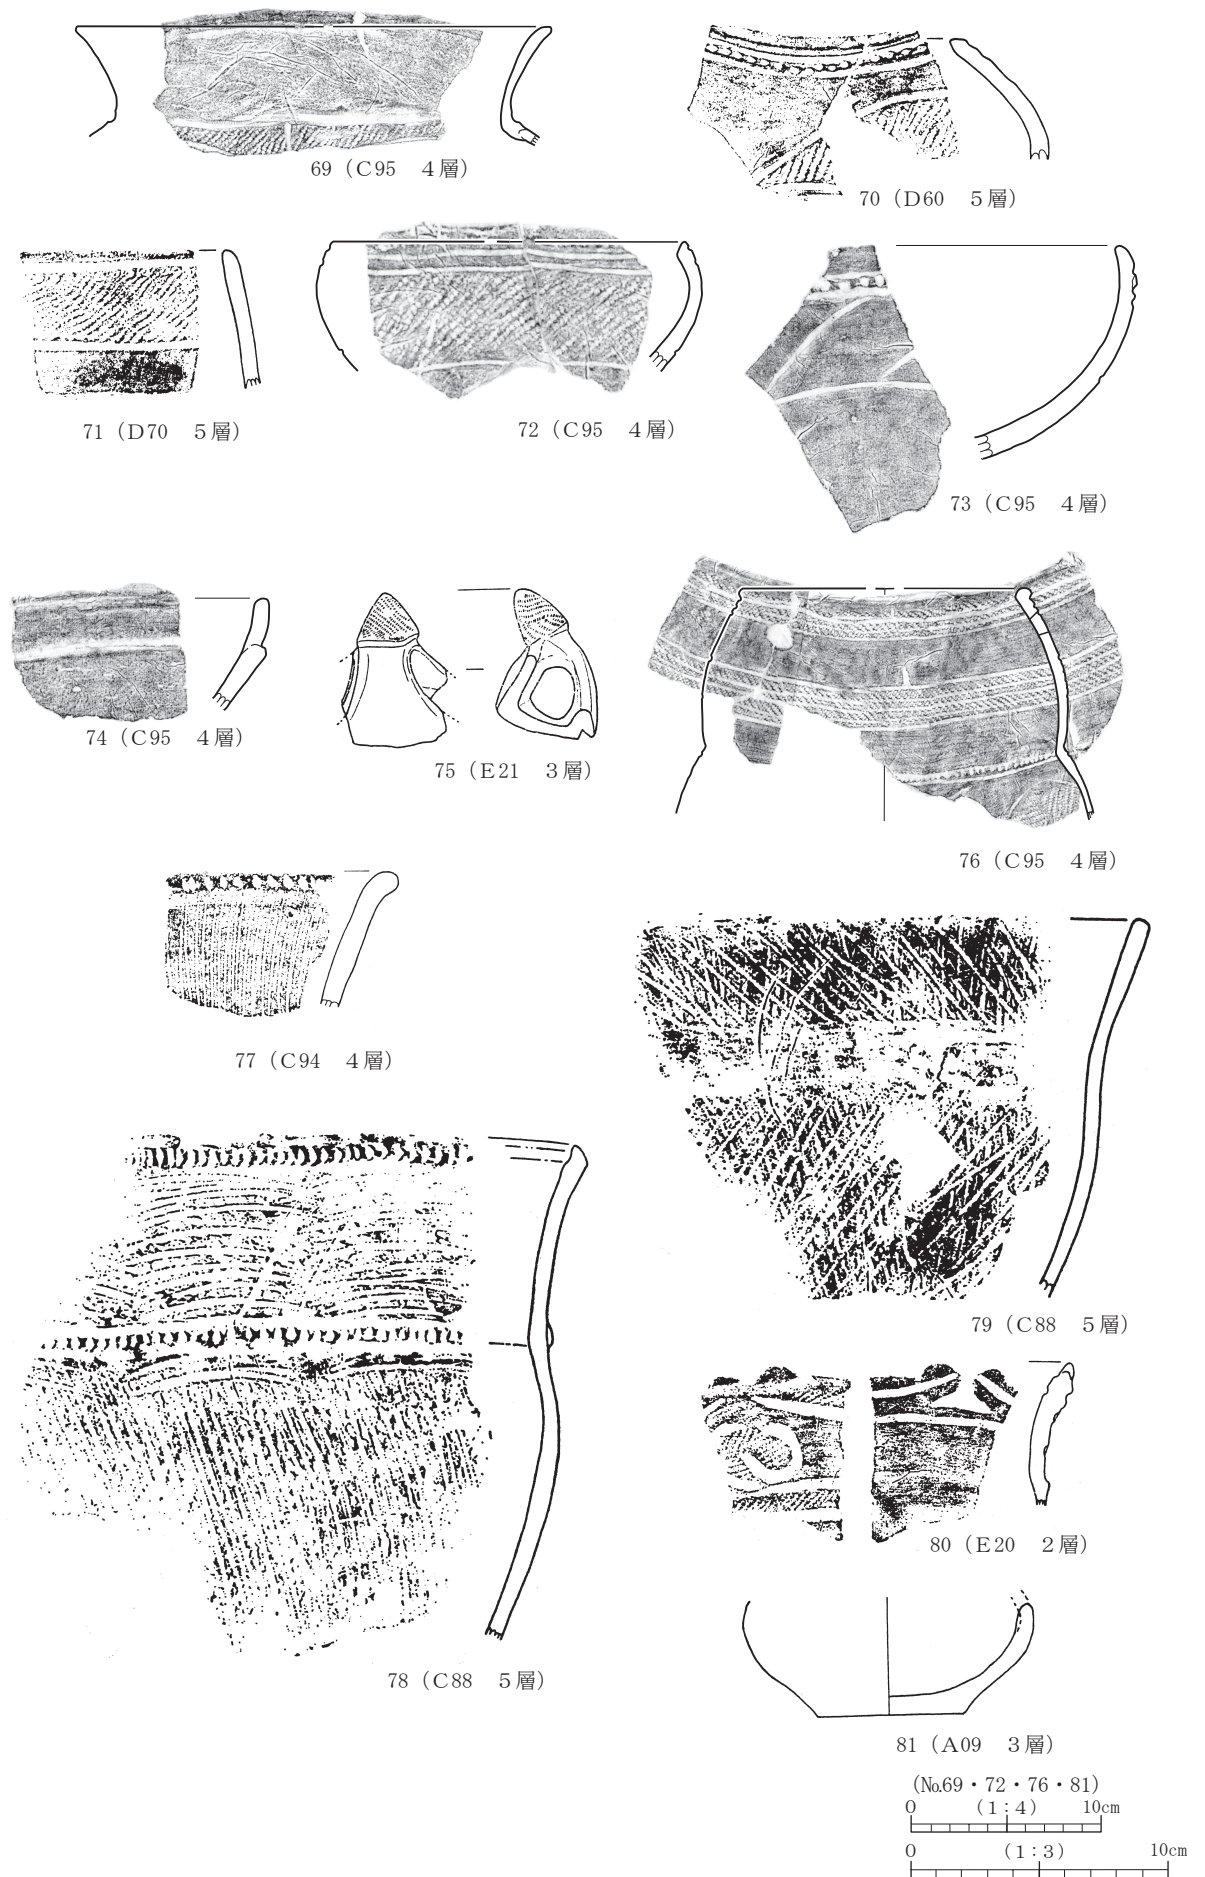 69（C95　4層）
70（D60　5層）
71（D70　5層）
72（C95　4層）
73（C95　4層）
74（C95　4層）
75（E21　3層）
76（C95　4層）
77（C94　4層）
78（C88　5層）
79（C88　5層）
80（E20　2層）
81（A09　3層）
（№69・72・76・81）
0　（1：4）　10cm
0　（1：3）　10cm